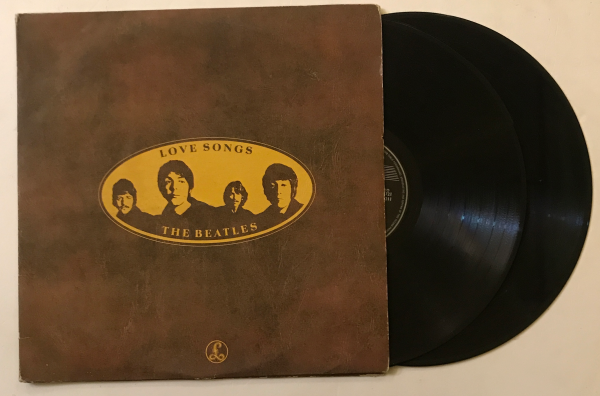 LOVE SONGS
THE BEATLES
£